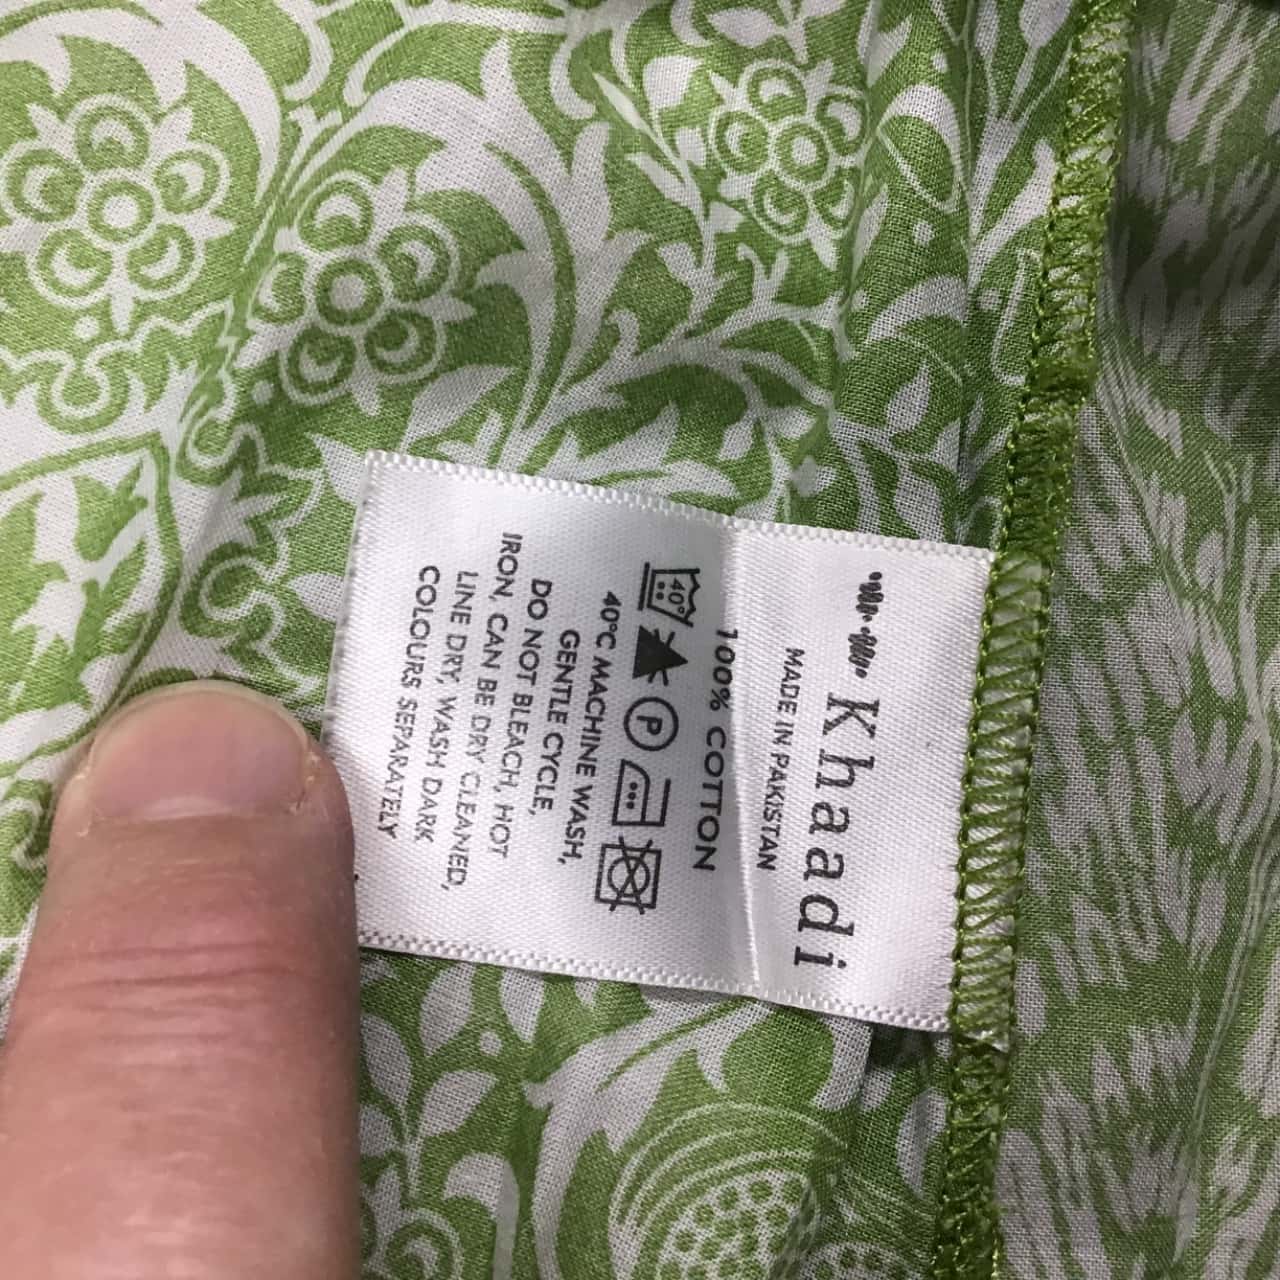 Khaadi
MADE IN PAKISTAN
100% COTTON
40°
P
40°C MACHINE WASH,
GENTLE CYCLE,
DO NOT BLEACH, HOT
IRON, CAN BE DRY CLEANED,
LINE DRY, WASH DARK
COLOURS SEPARATELY